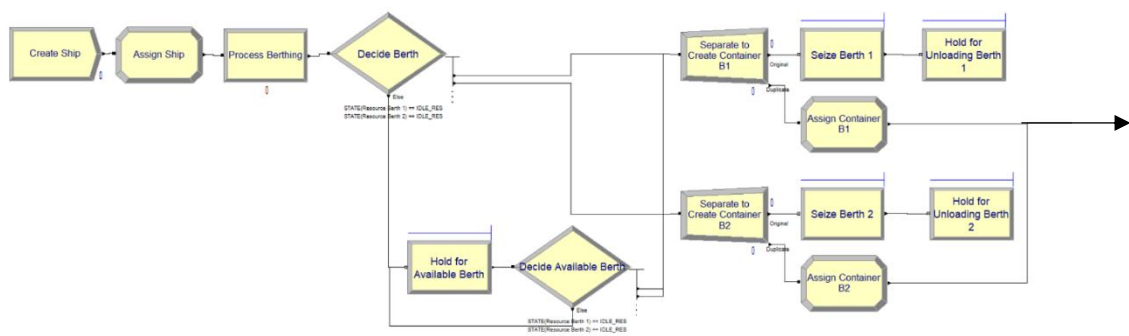 Create Ship
Assign Ship
Process Berthing
Decide Berth
Else
STATE(Resource Berth 1) == IDLE_RES
STATE(Resource Berth 2) == IDLE_RES
Separate to
Create Container
B1
Original
Duplicate
Seize Berth 1
Hold for
Unloading Berth
1
Assign Container
B1
Separate to
Create Container
B2
Original
Duplicate
Seize Berth 2
Hold for
Unloading Berth
2
Assign Container
B2
Hold for
Available Berth
Decide Available Berth
Else
STATE(Resource Berth 1) == IDLE_RES
STATE(Resource Berth 2) == IDLE_RES